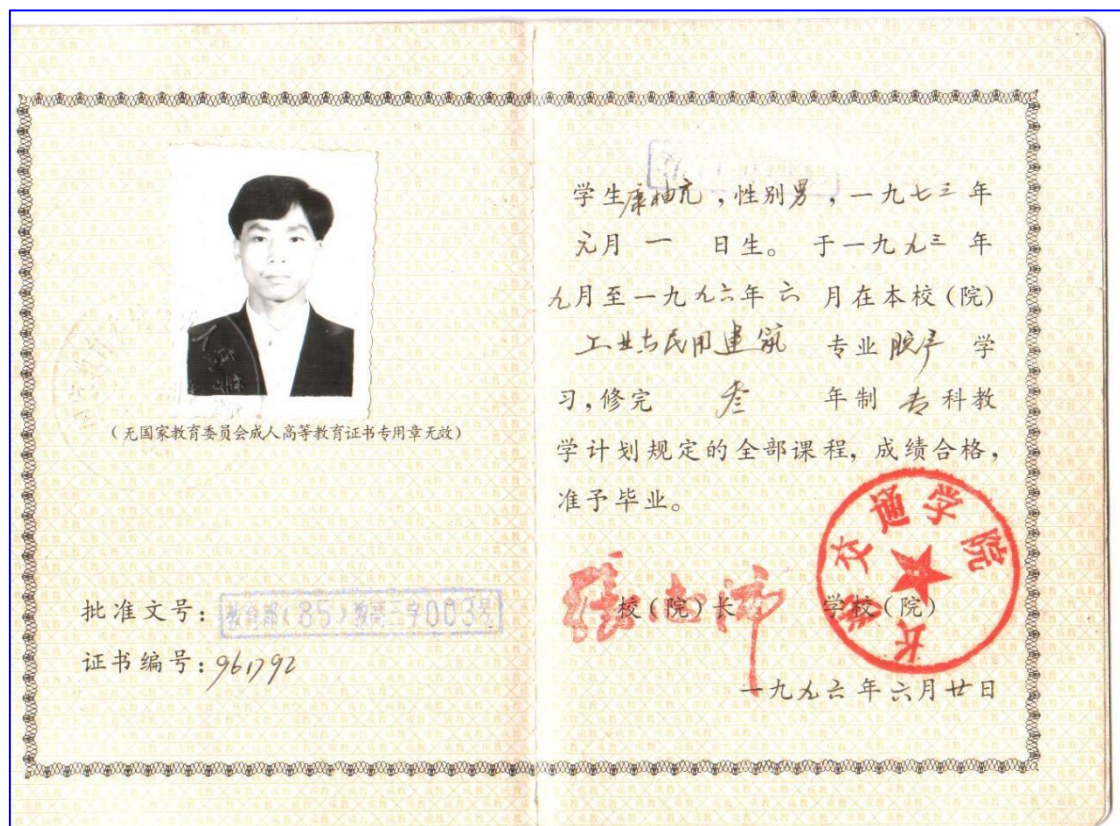 (无国家教育委员会成人高等教育证书专用章无效)
批准文号:教育部(85)教高三字003号
证书编号:961792
学生康柚亢,性别男,一九七三年
元月一日生。于一九九三年
九月至一九九六年六月在本校(院)
工业与民用建筑 专业脱产学
习,修完 叁 年制专科教
学计划规定的全部课程,成绩合格,
准予毕业。
校(院)长 学校(院)
长沙交通学院
一九九六年六月廿日